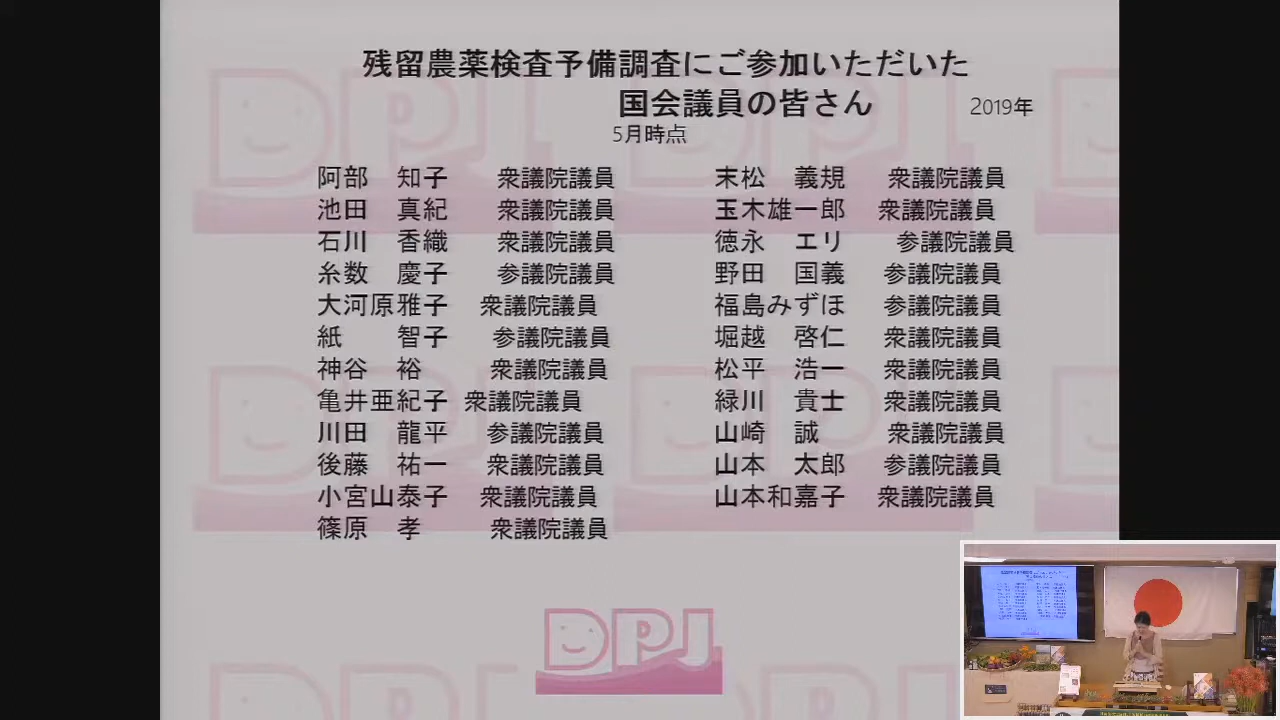 残留農薬検査予備調査にご参加いただいた
国会議員の皆さん 2019年
5月時点
阿部 知子 衆議院議員
池田 真紀 衆議院議員
石川 香織 衆議院議員
糸数 慶子 参議院議員
大河原雅子 衆議院議員
紙 智子 参議院議員
神谷 裕 衆議院議員
亀井亜紀子 衆議院議員
川田 龍平 参議院議員
後藤 祐一 衆議院議員
小宮山泰子 衆議院議員
篠原 孝 衆議院議員
末松 義規 衆議院議員
玉木雄一郎 衆議院議員
徳永 エリ 参議院議員
野田 国義 参議院議員
福島みずほ 参議院議員
堀越 啓仁 衆議院議員
松平 浩一 衆議院議員
緑川 貴士 衆議院議員
山崎 誠 衆議院議員
山本 太郎 参議院議員
山本和嘉子 衆議院議員
DPJ